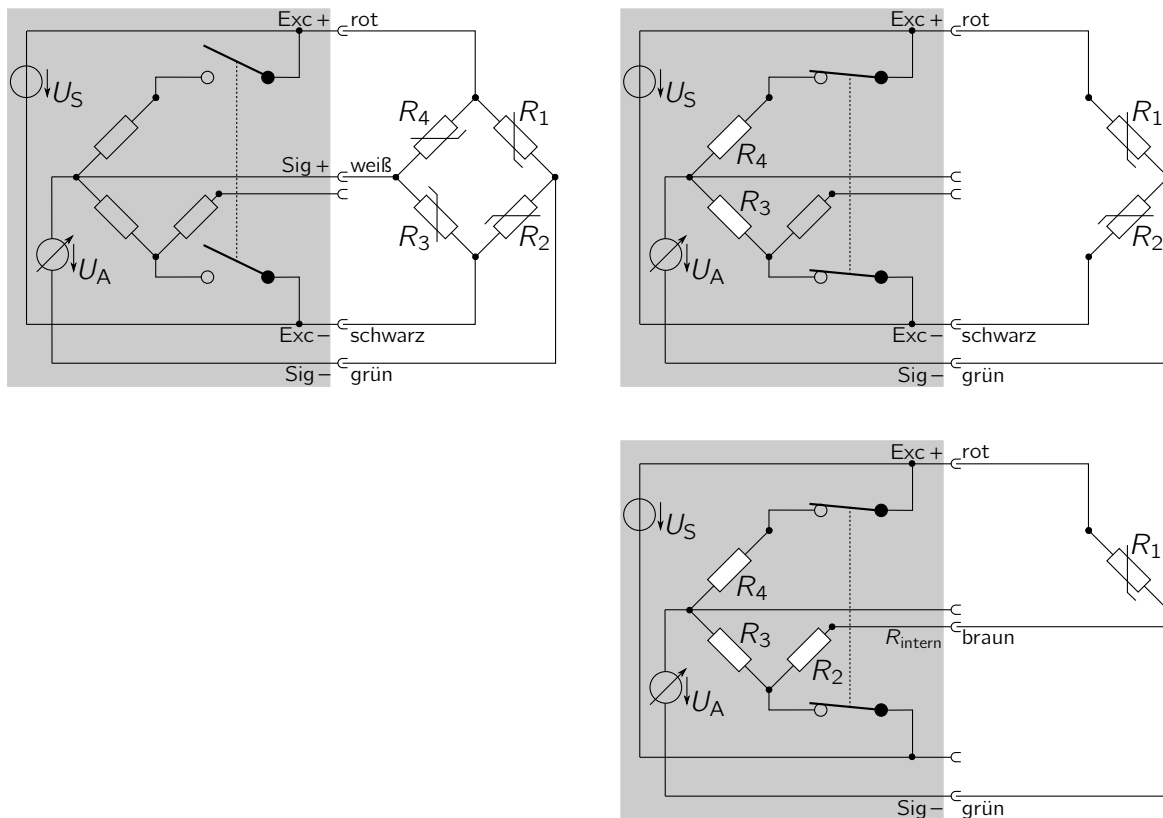 Exc + rot
U_S
R_4 R_1
Sig + weiß
R_3 R_2
U_A
Exc − schwarz
Sig − grün
Exc + rot
U_S
R_1
R_4
R_3
R_2
U_A
Exc − schwarz
Sig − grün
Exc + rot
U_S
R_1
R_4
R_3 R_intern braun
R_2
U_A
Sig − grün